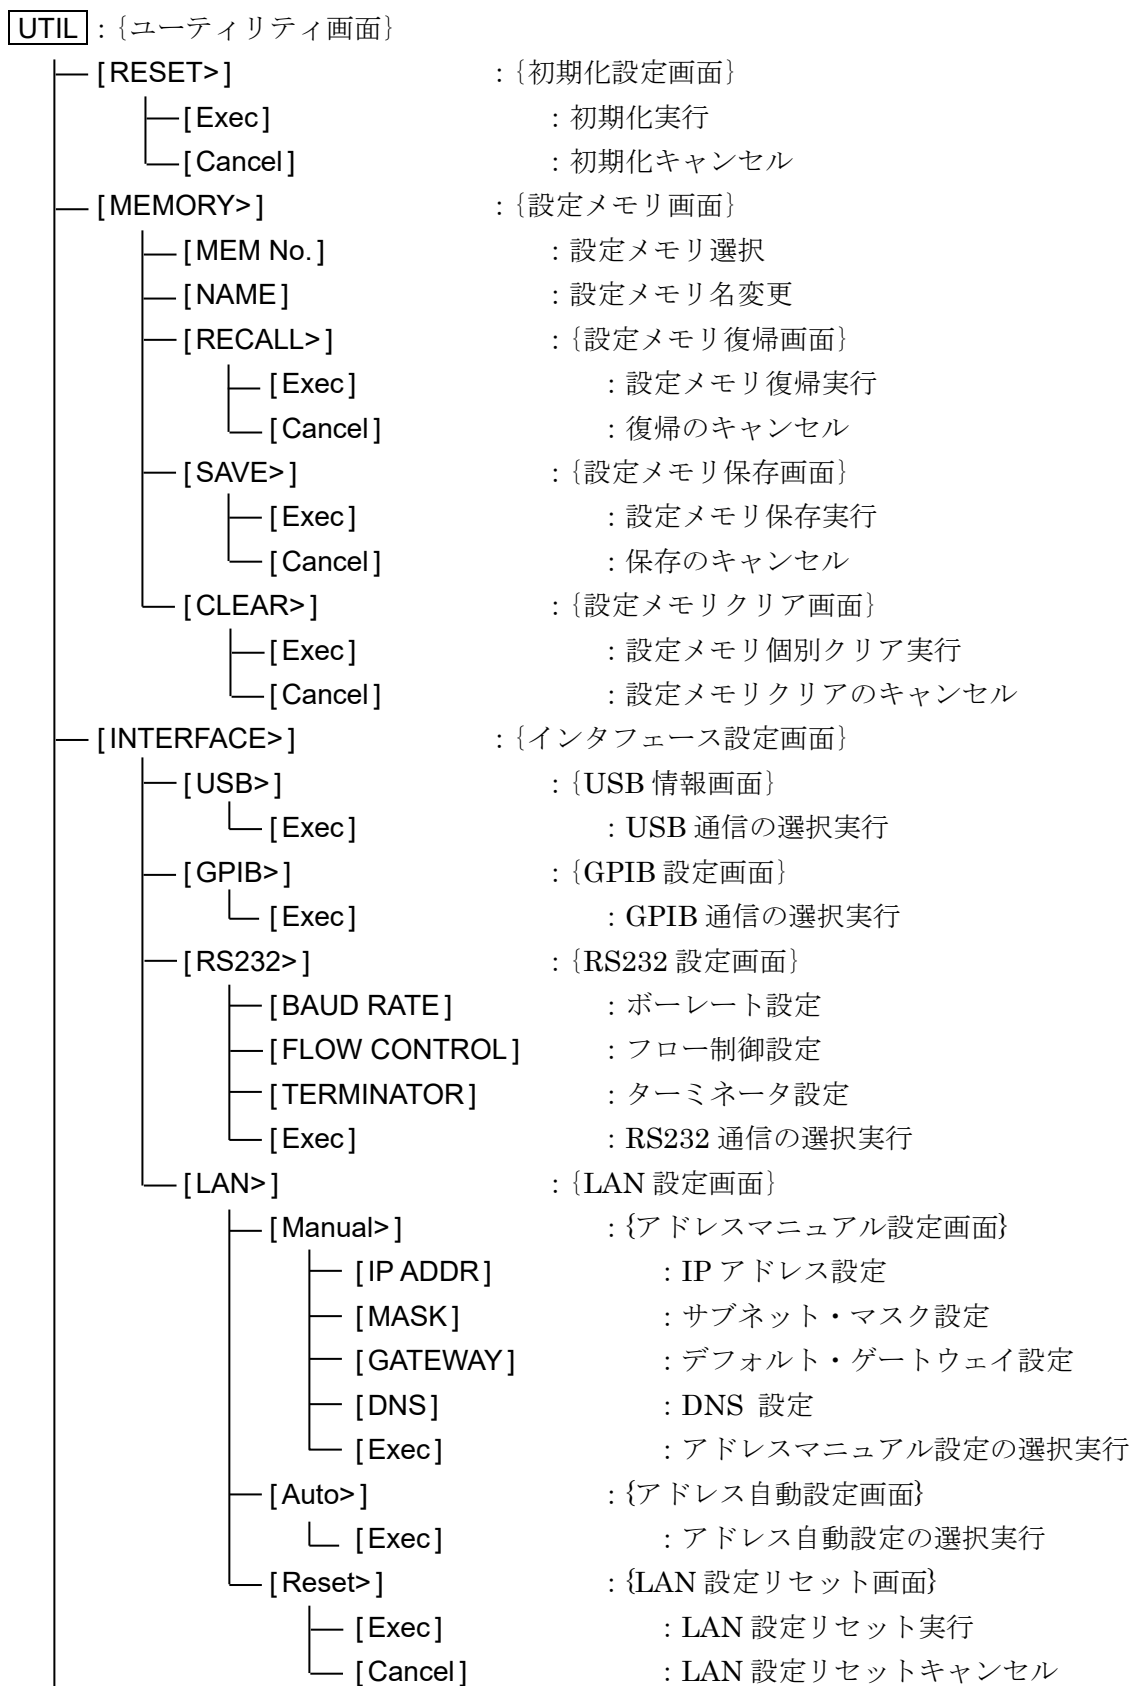 UTIL : {ユーティリティ画面}
[RESET>] : {初期化設定画面}
[Exec] : 初期化実行
[Cancel] : 初期化キャンセル
[MEMORY>] : {設定メモリ画面}
[MEM No.] : 設定メモリ選択
[NAME] : 設定メモリ名変更
[RECALL>] : {設定メモリ復帰画面}
[Exec] : 設定メモリ復帰実行
[Cancel] : 復帰のキャンセル
[SAVE>] : {設定メモリ保存画面}
[Exec] : 設定メモリ保存実行
[Cancel] : 保存のキャンセル
[CLEAR>] : {設定メモリクリア画面}
[Exec] : 設定メモリ個別クリア実行
[Cancel] : 設定メモリクリアのキャンセル
[INTERFACE>] : {インタフェース設定画面}
[USB>] : {USB 情報画面}
[Exec] : USB 通信の選択実行
[GPIB>] : {GPIB 設定画面}
[Exec] : GPIB 通信の選択実行
[RS232>] : {RS232 設定画面}
[BAUD RATE] : ボーレート設定
[FLOW CONTROL] : フロー制御設定
[TERMINATOR] : ターミネータ設定
[Exec] : RS232 通信の選択実行
[LAN>] : {LAN 設定画面}
[Manual>] : {アドレスマニュアル設定画面}
[IP ADDR] : IP アドレス設定
[MASK] : サブネット・マスク設定
[GATEWAY] : デフォルト・ゲートウェイ設定
[DNS] : DNS 設定
[Exec] : アドレスマニュアル設定の選択実行
[Auto>] : {アドレス自動設定画面}
[Exec] : アドレス自動設定の選択実行
[Reset>] : {LAN 設定リセット画面}
[Exec] : LAN 設定リセット実行
[Cancel] : LAN 設定リセットキャンセル